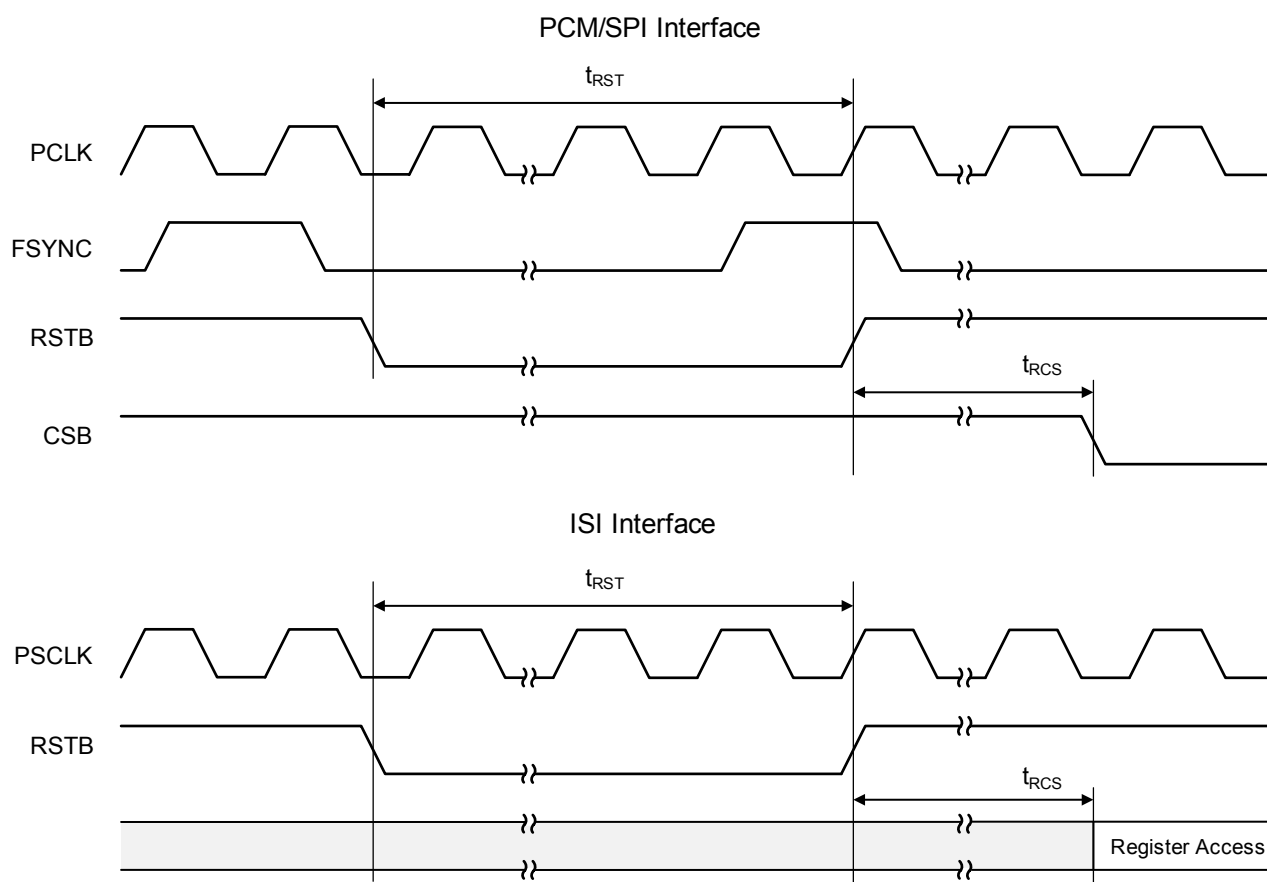 PCM/SPI Interface
tRST
PCLK
FSYNC
RSTB
tRCS
CSB
ISI Interface
tRST
PSCLK
RSTB
tRCS
Register Access